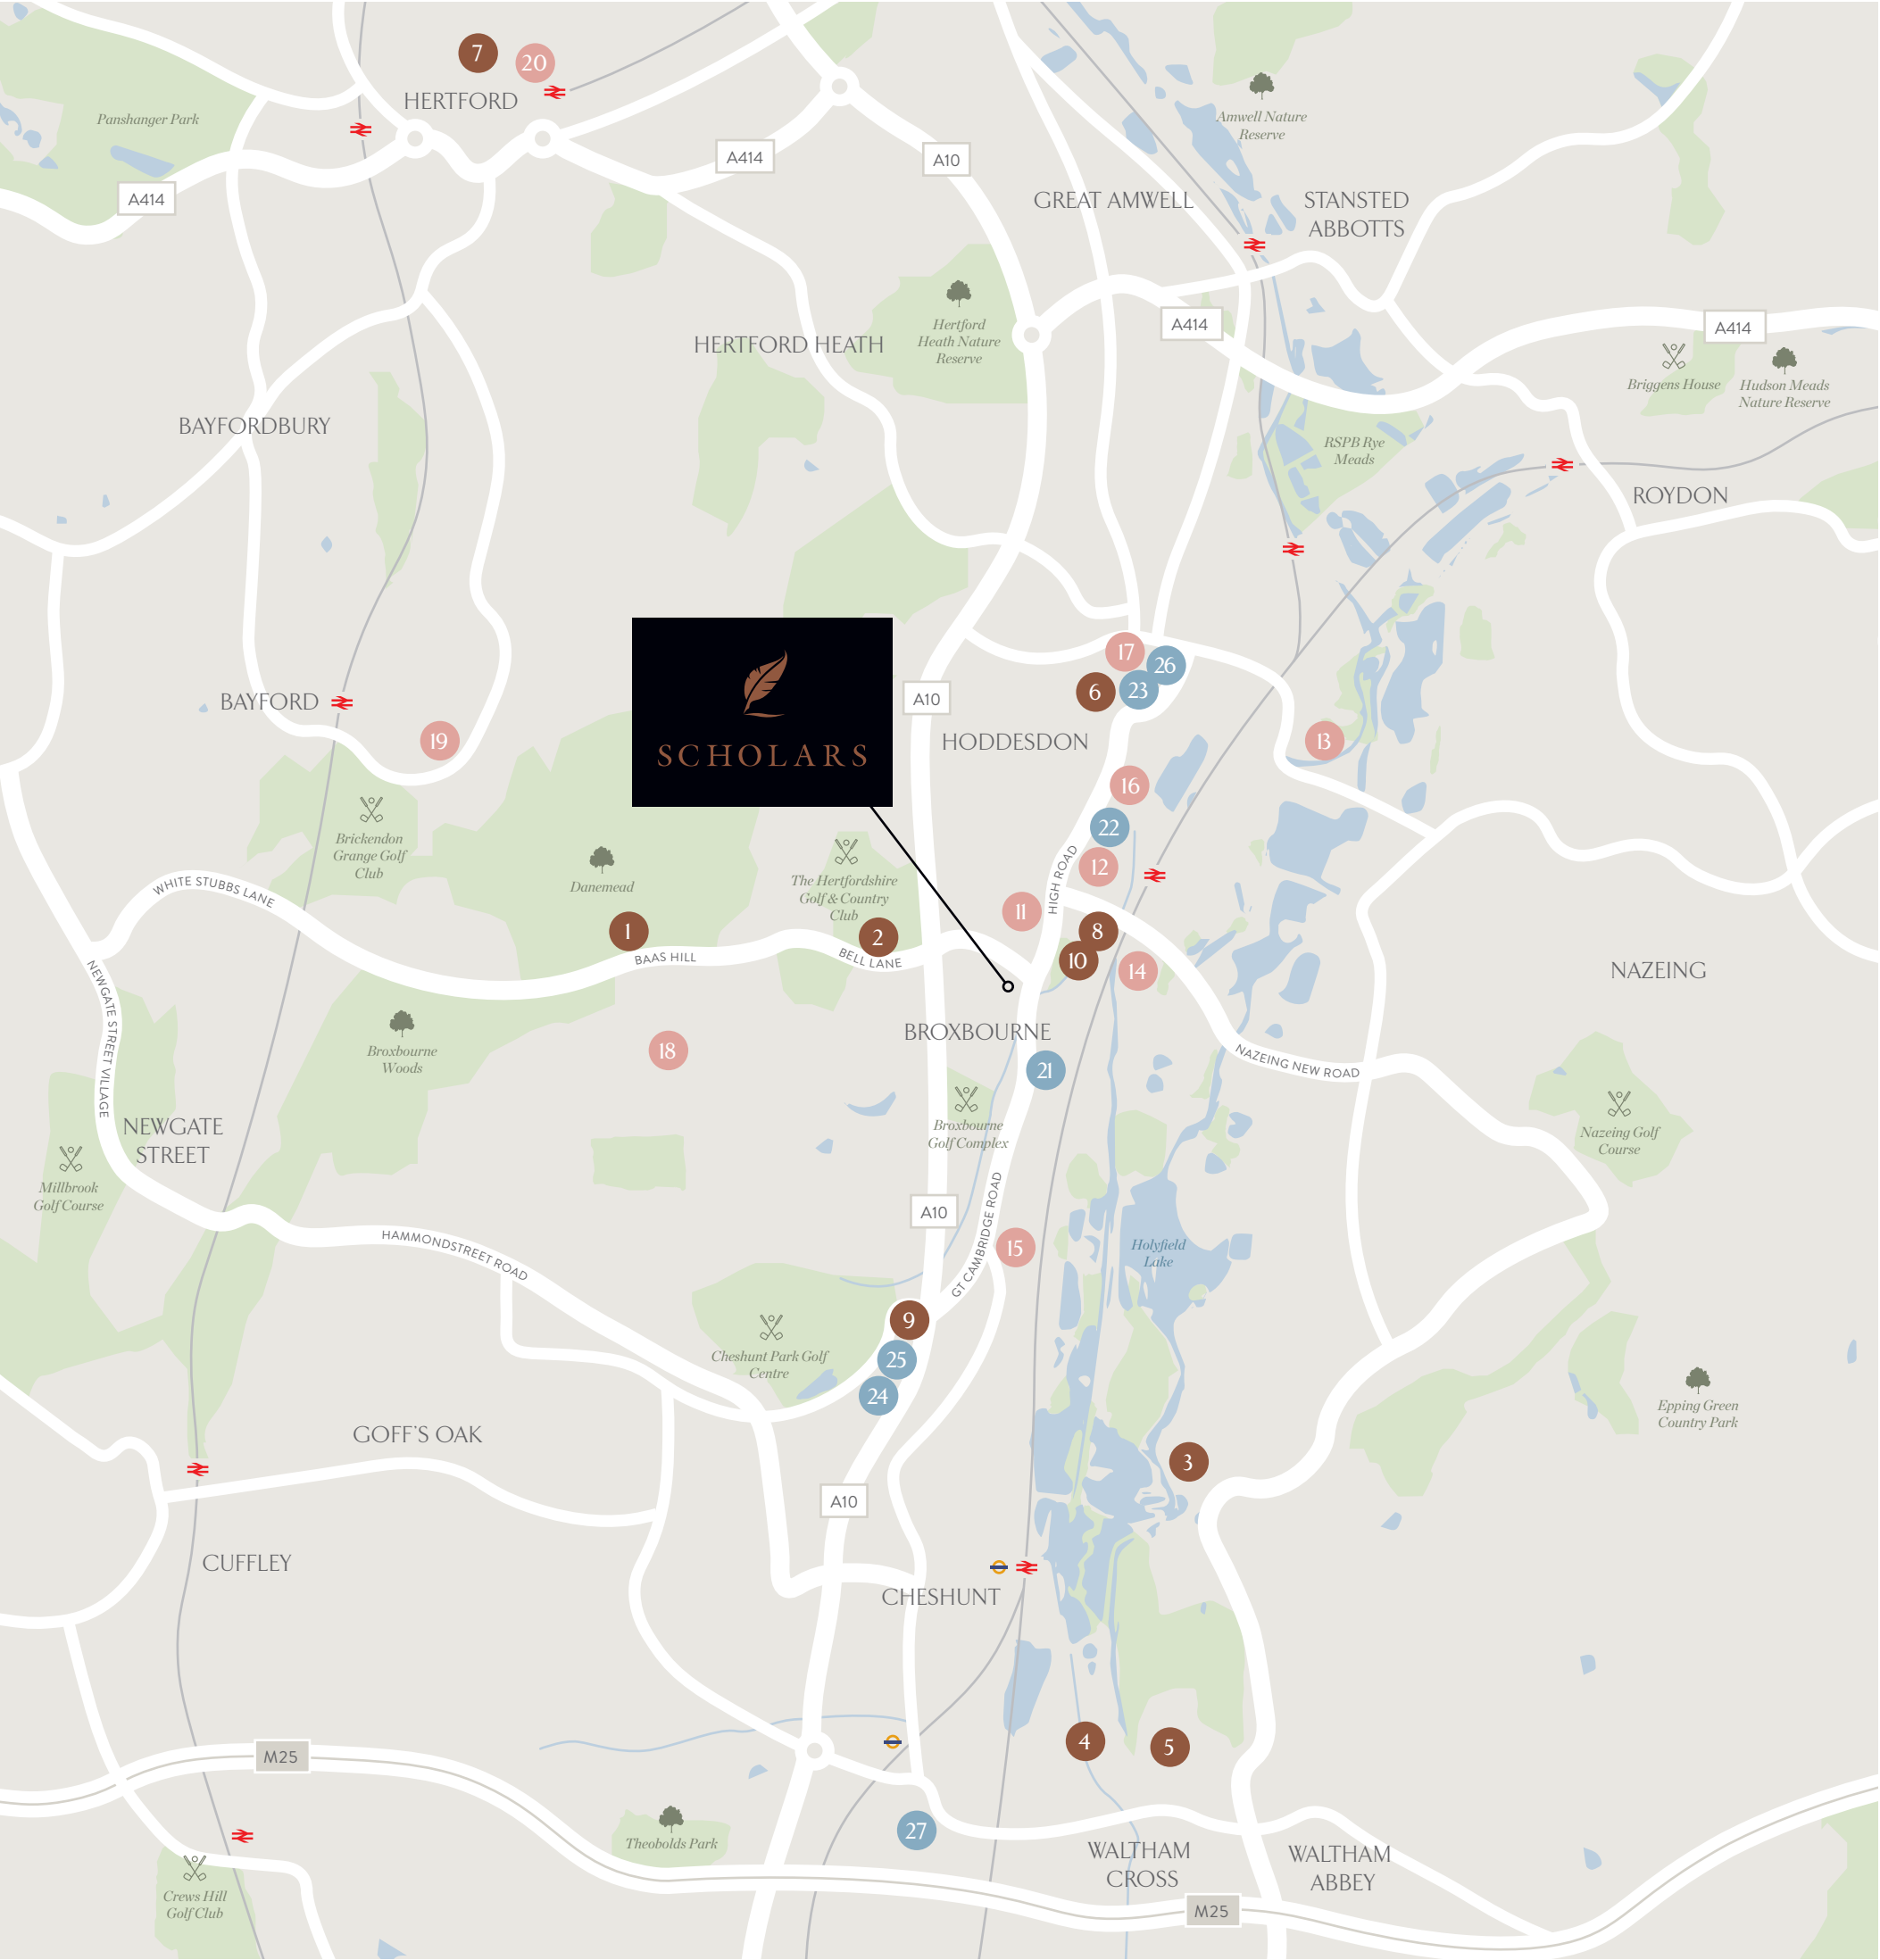 7
20
HERTFORD
Panshanger Park
A414
A414
A10
Amwell Nature
Reserve
GREAT AMWELL
STANSTED
ABBOTTS
Hertford
Heath Nature
Reserve
HERTFORD HEATH
A414
A414
Briggens House
Hudson Meads
Nature Reserve
BAYFORDBURY
RSPB Rye
Meads
ROYDON
SCHOLARS
17
26
6
23
A10
BAYFORD
19
HODDESDON
13
16
22
12
HIGH ROAD
Brickendon
Grange Golf
Club
Danemead
The Hertfordshire
Golf & Country
Club
WHITE STUBBS LANE
11
1
2
8
10
14
BAAS HILL
BELL LANE
NAZEING
NEWGATE STREET VILLAGE
Broxbourne
Woods
18
BROXBOURNE
21
NAZEING NEW ROAD
NEWGATE
STREET
Broxbourne
Golf Complex
Nazeing Golf
Course
Millbrook
Golf Course
A10
GT CAMBRIDGE ROAD
HAMMONDSTREET ROAD
15
Holyfield
Lake
9
25
24
Cheshunt Park Golf
Centre
Epping Green
Country Park
GOFF'S OAK
3
A10
CUFFLEY
CHESHUNT
4
5
M25
Theobolds Park
27
WALTHAM
CROSS
WALTHAM
ABBEY
Crews Hill
Golf Club
M25